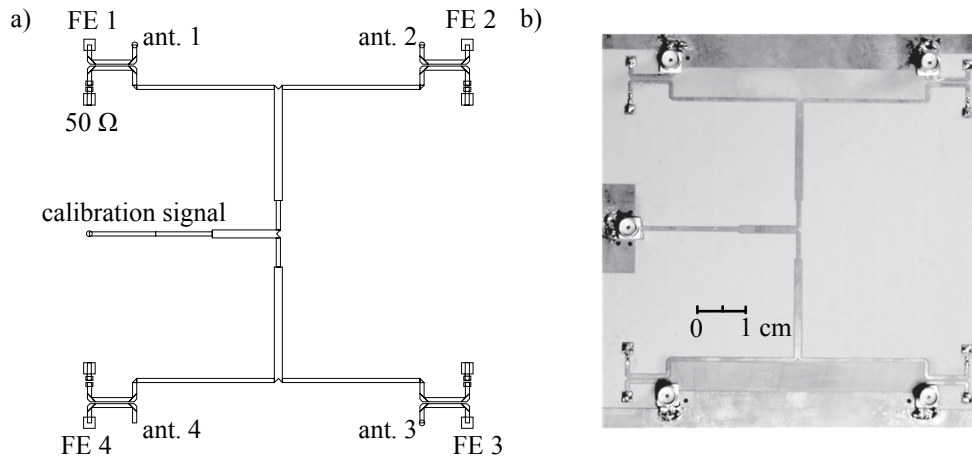 a)
FE 1
ant. 1
ant. 2
FE 2
50 Ω
calibration signal
FE 4
ant. 4
ant. 3
FE 3
b)
0 1 cm